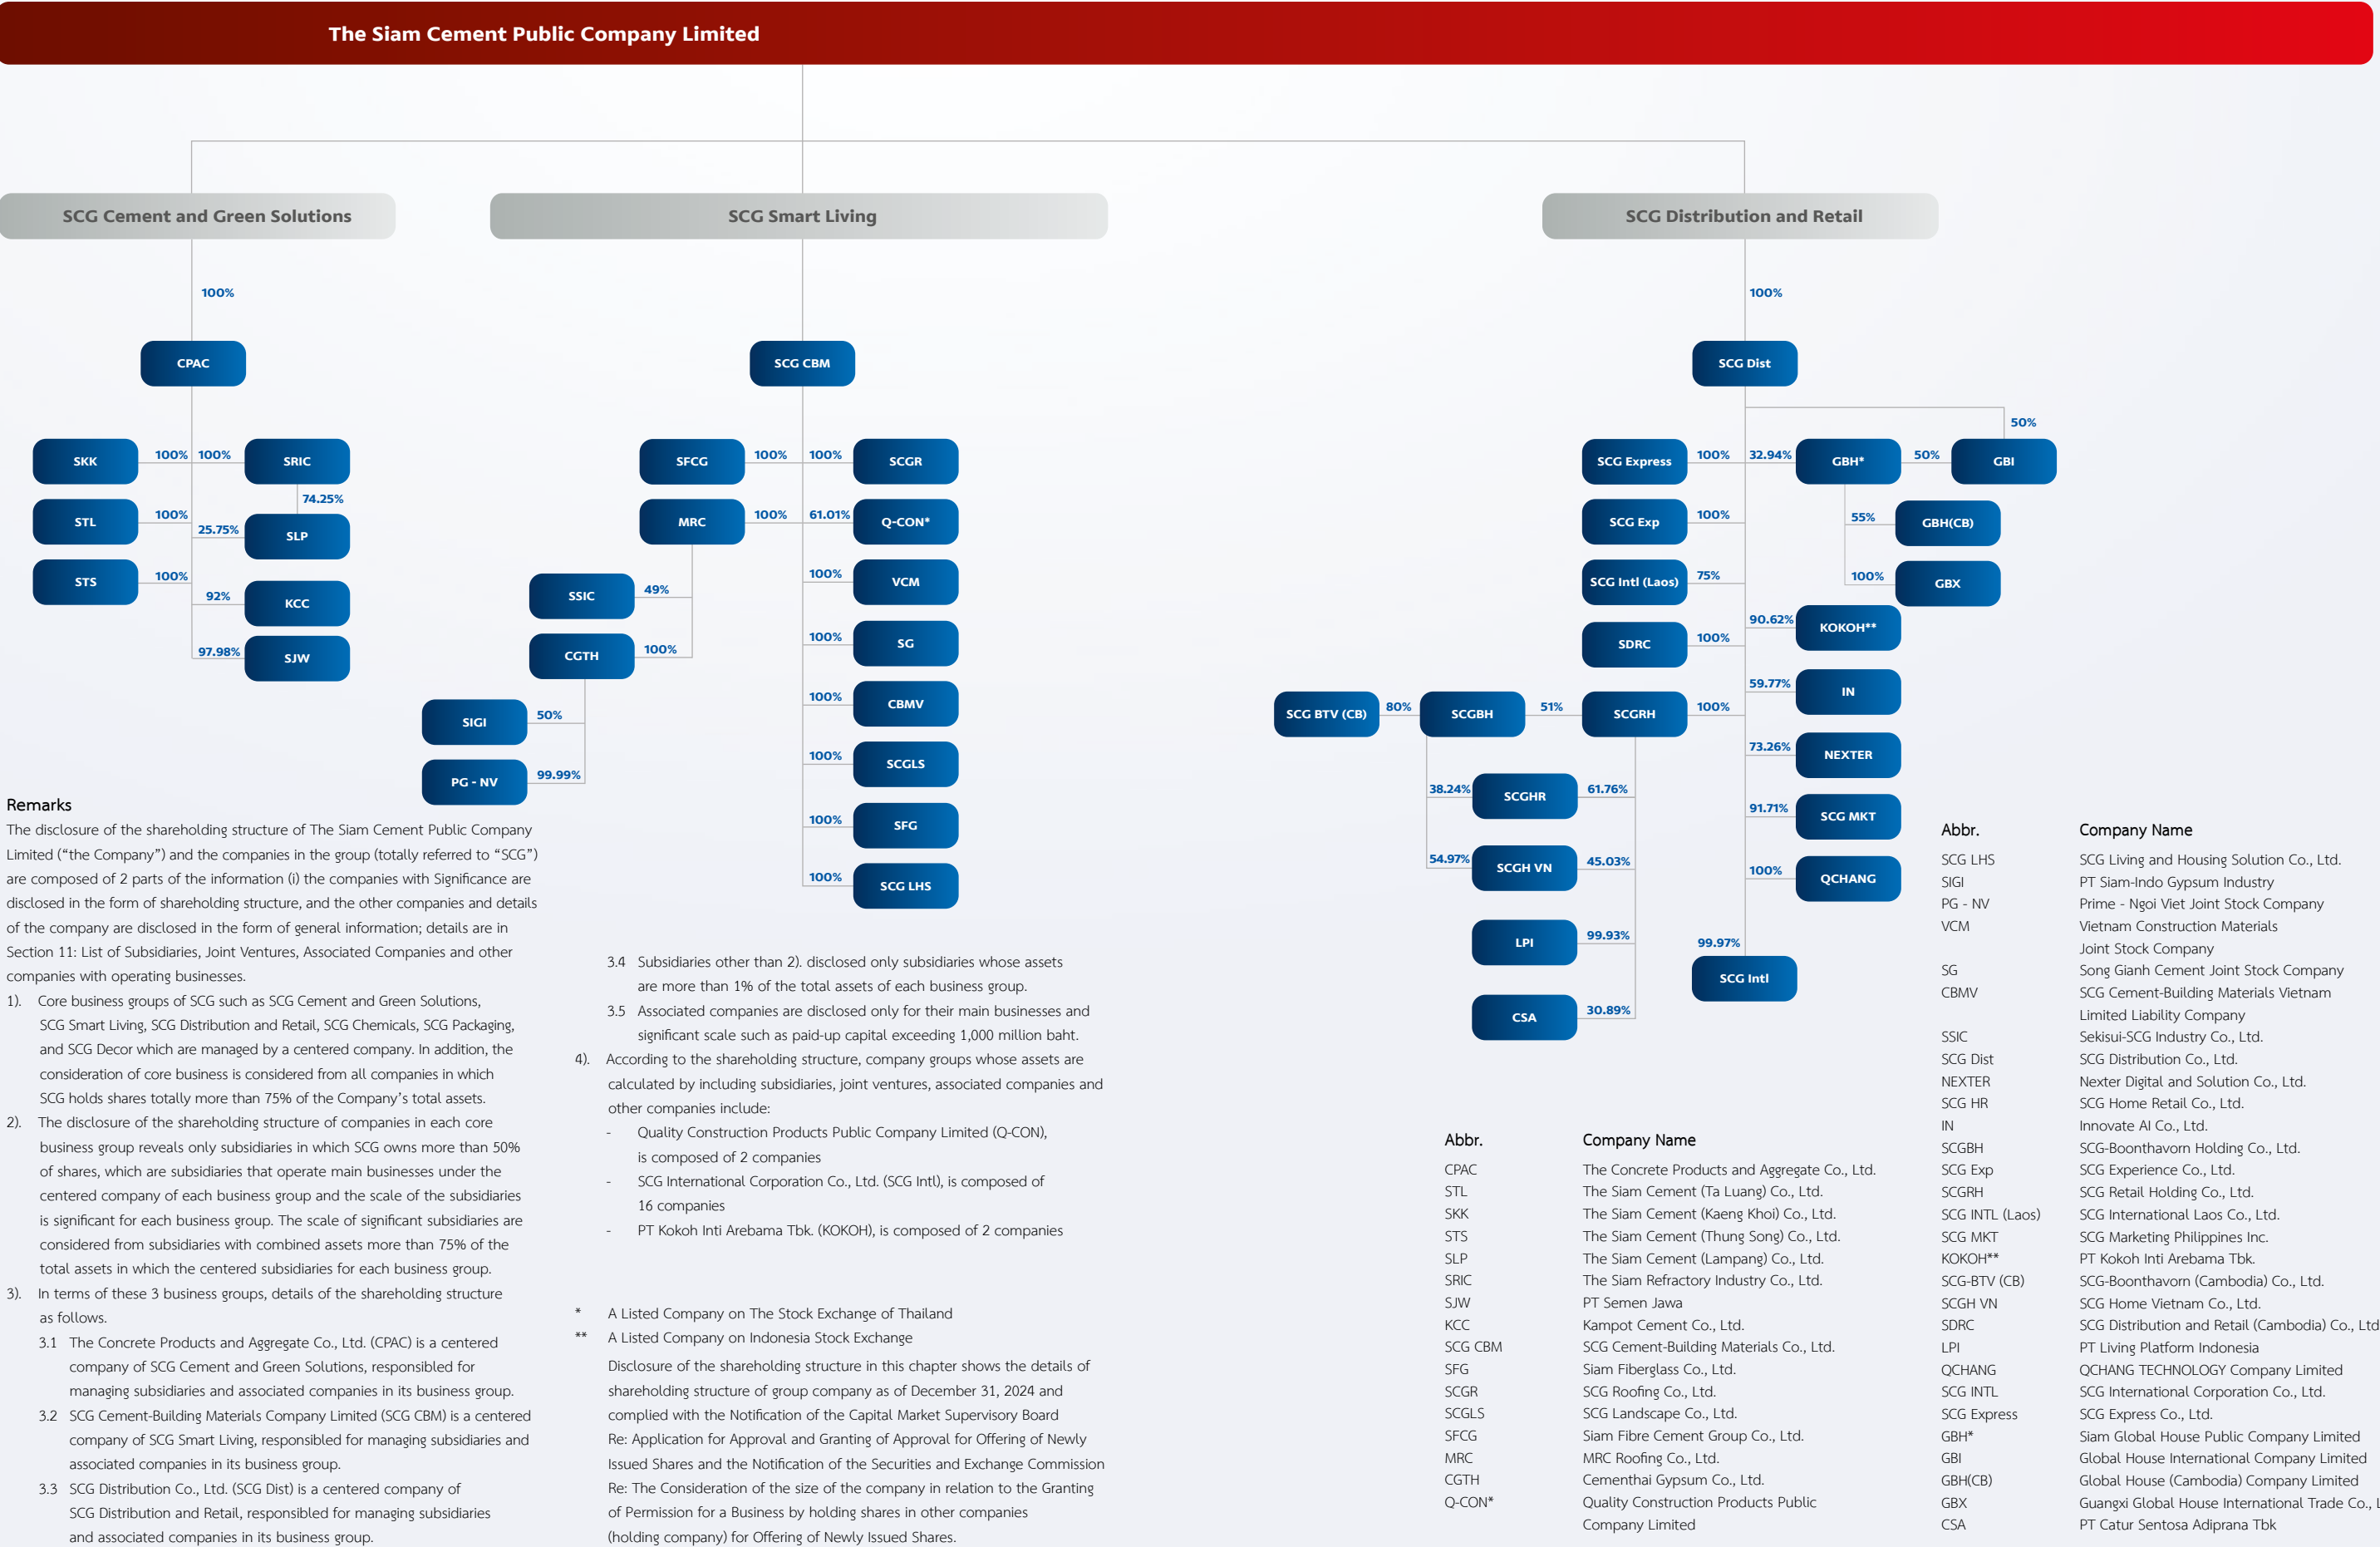 The Siam Cement Public Company Limited
SCG Cement and Green Solutions
SCG Smart Living
SCG Distribution and Retail
100%
100%
CPAC
SCG CBM
SCG Dist
50%
SKK
100%
100%
SRIC
74.25%
STL
100%
25.75%
SLP
STS
100%
92%
KCC
97.98%
SJW
SFCG
100%
100%
SCGR
MRC
100%
61.01%
Q-CON*
SSIC
49%
100%
VCM
CGTH
100%
100%
SG
100%
CBMV
SIGI
50%
100%
SCGLS
PG - NV
99.99%
100%
SFG
100%
SCG LHS
SCG Express
100%
32.94%
GBH*
50%
GBI
SCG Exp
100%
55%
GBH(CB)
SCG Intl (Laos)
75%
100%
GBX
90.62%
KOKOH**
SDRC
100%
59.77%
IN
SCG BTV (CB)
80%
SCGBH
51%
SCGRH
100%
73.26%
NEXTER
38.24%
SCGHR
61.76%
91.71%
SCG MKT
54.97%
SCGH VN
45.03%
100%
QCHANG
LPI
99.93%
99.97%
SCG Intl
CSA
30.89%
Remarks
The disclosure of the shareholding structure of The Siam Cement Public Company
Limited (“the Company”) and the companies in the group (totally referred to “SCG”)
are composed of 2 parts of the information (i) the companies with Significance are
disclosed in the form of shareholding structure, and the other companies and details
of the company are disclosed in the form of general information; details are in
Section 11: List of Subsidiaries, Joint Ventures, Associated Companies and other
companies with operating businesses.
1). Core business groups of SCG such as SCG Cement and Green Solutions,
SCG Smart Living, SCG Distribution and Retail, SCG Chemicals, SCG Packaging,
and SCG Decor which are managed by a centered company. In addition, the
consideration of core business is considered from all companies in which
SCG holds shares totally more than 75% of the Company’s total assets.
2). The disclosure of the shareholding structure of companies in each core
business group reveals only subsidiaries in which SCG owns more than 50%
of shares, which are subsidiaries that operate main businesses under the
centered company of each business group and the scale of the subsidiaries
is significant for each business group. The scale of significant subsidiaries are
considered from subsidiaries with combined assets more than 75% of the
total assets in which the centered subsidiaries for each business group.
3). In terms of these 3 business groups, details of the shareholding structure
as follows.
3.1 The Concrete Products and Aggregate Co., Ltd. (CPAC) is a centered
company of SCG Cement and Green Solutions, responsibled for
managing subsidiaries and associated companies in its business group.
3.2 SCG Cement-Building Materials Company Limited (SCG CBM) is a centered
company of SCG Smart Living, responsibled for managing subsidiaries and
associated companies in its business group.
3.3 SCG Distribution Co., Ltd. (SCG Dist) is a centered company of
SCG Distribution and Retail, responsibled for managing subsidiaries
and associated companies in its business group.
3.4 Subsidiaries other than 2). disclosed only subsidiaries whose assets
are more than 1% of the total assets of each business group.
3.5 Associated companies are disclosed only for their main businesses and
significant scale such as paid-up capital exceeding 1,000 million baht.
4). According to the shareholding structure, company groups whose assets are
calculated by including subsidiaries, joint ventures, associated companies and
other companies include:
- Quality Construction Products Public Company Limited (Q-CON),
is composed of 2 companies
- SCG International Corporation Co., Ltd. (SCG Intl), is composed of
16 companies
- PT Kokoh Inti Arebama Tbk. (KOKOH), is composed of 2 companies
* A Listed Company on The Stock Exchange of Thailand
** A Listed Company on Indonesia Stock Exchange
Disclosure of the shareholding structure in this chapter shows the details of
shareholding structure of group company as of December 31, 2024 and
complied with the Notification of the Capital Market Supervisory Board
Re: Application for Approval and Granting of Approval for Offering of Newly
Issued Shares and the Notification of the Securities and Exchange Commission
Re: The Consideration of the size of the company in relation to the Granting
of Permission for a Business by holding shares in other companies
(holding company) for Offering of Newly Issued Shares.
Abbr. Company Name
CPAC The Concrete Products and Aggregate Co., Ltd.
STL The Siam Cement (Ta Luang) Co., Ltd.
SKK The Siam Cement (Kaeng Khoi) Co., Ltd.
STS The Siam Cement (Thung Song) Co., Ltd.
SLP The Siam Cement (Lampang) Co., Ltd.
SRIC The Siam Refractory Industry Co., Ltd.
SJW PT Semen Jawa
KCC Kampot Cement Co., Ltd.
SCG CBM SCG Cement-Building Materials Co., Ltd.
SFG Siam Fiberglass Co., Ltd.
SCGR SCG Roofing Co., Ltd.
SCGLS SCG Landscape Co., Ltd.
SFCG Siam Fibre Cement Group Co., Ltd.
MRC MRC Roofing Co., Ltd.
CGTH Cementhai Gypsum Co., Ltd.
Q-CON* Quality Construction Products Public
Company Limited
Abbr. Company Name
SCG LHS SCG Living and Housing Solution Co., Ltd.
SIGI PT Siam-Indo Gypsum Industry
PG - NV Prime - Ngoi Viet Joint Stock Company
VCM Vietnam Construction Materials
Joint Stock Company
SG Song Gianh Cement Joint Stock Company
CBMV SCG Cement-Building Materials Vietnam
Limited Liability Company
SSIC Sekisui-SCG Industry Co., Ltd.
SCG Dist SCG Distribution Co., Ltd.
NEXTER Nexter Digital and Solution Co., Ltd.
SCG HR SCG Home Retail Co., Ltd.
IN Innovate AI Co., Ltd.
SCGBH SCG-Boonthavorn Holding Co., Ltd.
SCG Exp SCG Experience Co., Ltd.
SCGRH SCG Retail Holding Co., Ltd.
SCG INTL (Laos) SCG International Laos Co., Ltd.
SCG MKT SCG Marketing Philippines Inc.
KOKOH** PT Kokoh Inti Arebama Tbk.
SCG-BTV (CB) SCG-Boonthavorn (Cambodia) Co., Ltd.
SCGH VN SCG Home Vietnam Co., Ltd.
SDRC SCG Distribution and Retail (Cambodia) Co., Ltd
LPI PT Living Platform Indonesia
QCHANG QCHANG TECHNOLOGY Company Limited
SCG INTL SCG International Corporation Co., Ltd.
SCG Express SCG Express Co., Ltd.
GBH* Siam Global House Public Company Limited
GBI Global House International Company Limited
GBH(CB) Global House (Cambodia) Company Limited
GBX Guangxi Global House International Trade Co.,
CSA PT Catur Sentosa Adiprana Tbk